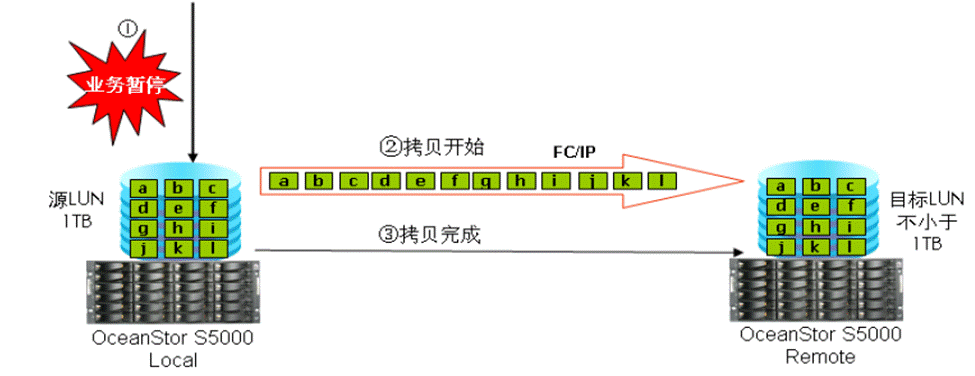 ①
业务暂停
②拷贝开始
FC/IP
a b c d e f g h i j k l
源LUN
1TB
a b c
d e f
g h i
j k l
③拷贝完成
a b c
d e f
g h i
j k l
目标LUN
不小于
1TB
OceanStor S5000
Local
OceanStor S5000
Remote